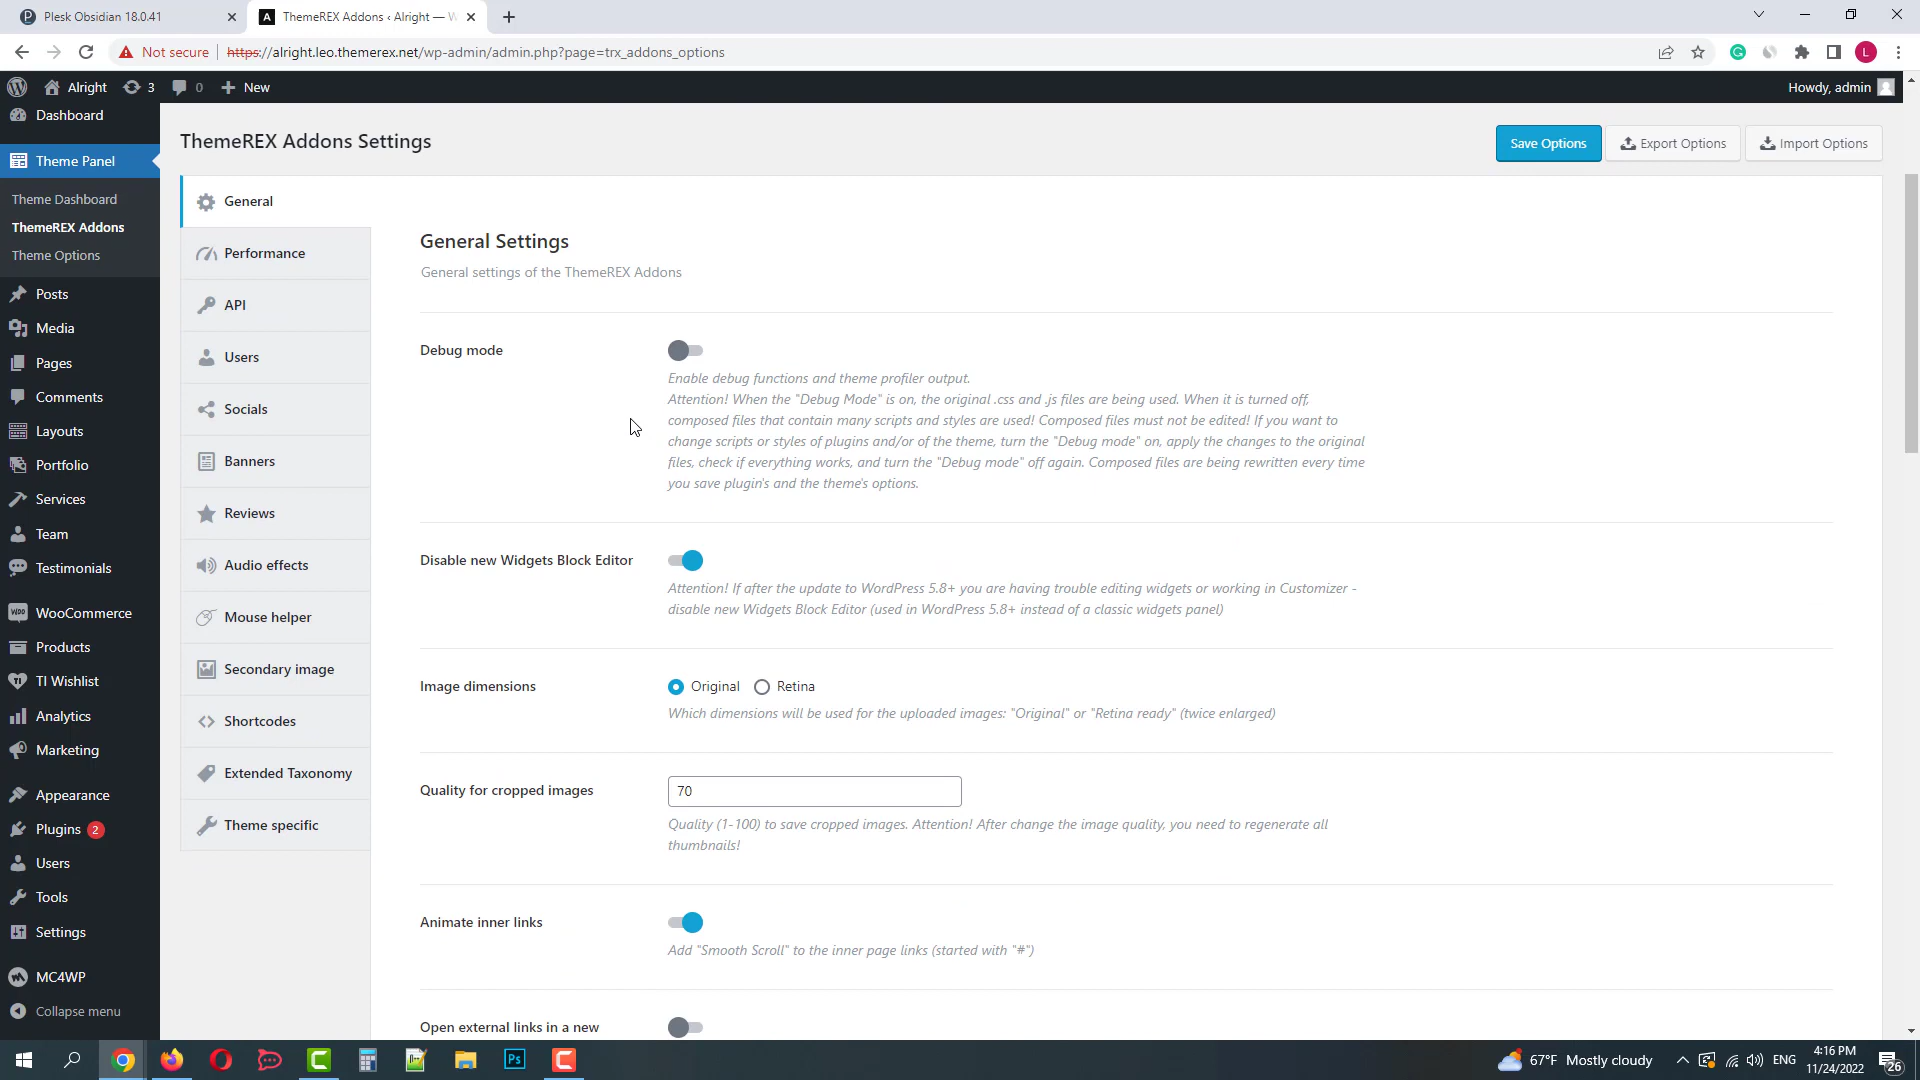 Plesk Obsidian 18.0.41
ThemeREX Addons ‹ Alright — W
Not secure
https://alright.leo.themerex.net/wp-admin/admin.php?page=trx_addons_options
L
Alright
3
0
New
Howdy, admin
Dashboard
Theme Panel
Theme Dashboard
ThemeREX Addons
Theme Options
Posts
Media
Pages
Comments
Layouts
Portfolio
Services
Team
Testimonials
WooCommerce
Products
TI Wishlist
Analytics
Marketing
Appearance
Plugins 2
Users
Tools
Settings
MC4WP
Collapse menu
ThemeREX Addons Settings
Save Options
Export Options
Import Options
General
Performance
API
Users
Socials
Banners
Reviews
Audio effects
Mouse helper
Secondary image
Shortcodes
Extended Taxonomy
Theme specific
General Settings
General settings of the ThemeREX Addons
Debug mode
Enable debug functions and theme profiler output.
Attention! When the "Debug Mode" is on, the original .css and .js files are being used. When it is turned off,
composed files that contain many scripts and styles are used! Composed files must not be edited! If you want to
change scripts or styles of plugins and/or of the theme, turn the "Debug mode" on, apply the changes to the original
files, check if everything works, and turn the "Debug mode" off again. Composed files are being rewritten every time
you save plugin's and the theme's options.
Disable new Widgets Block Editor
Attention! If after the update to WordPress 5.8+ you are having trouble editing widgets or working in Customizer -
disable new Widgets Block Editor (used in WordPress 5.8+ instead of a classic widgets panel)
Image dimensions
Original
Retina
Which dimensions will be used for the uploaded images: "Original" or "Retina ready" (twice enlarged)
Quality for cropped images
70
Quality (1-100) to save cropped images. Attention! After change the image quality, you need to regenerate all
thumbnails!
Animate inner links
Add "Smooth Scroll" to the inner page links (started with "#")
Open external links in a new
67°F Mostly cloudy
ENG
4:16 PM
11/24/2022
26